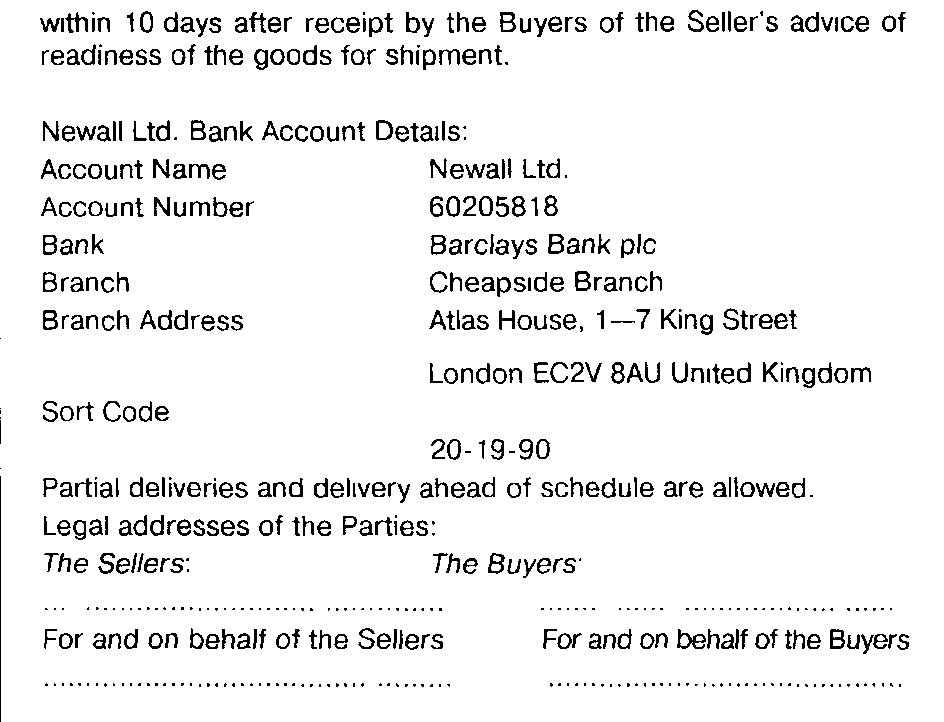 within 10 days after receipt by the Buyers of the Seller's advice of
readiness of the goods for shipment.
Newall Ltd. Bank Account Details:
Account Name Newall Ltd.
Account Number 60205818
Bank Barclays Bank plc
Branch Cheapside Branch
Branch Address Atlas House, 1—7 King Street
London EC2V 8AU United Kingdom
Sort Code
20-19-90
Partial deliveries and delivery ahead of schedule are allowed.
Legal addresses of the Parties:
The Sellers: The Buyers:
... ........................... .............. ....... ...... .................. ......
For and on behalf of the Sellers For and on behalf of the Buyers
...................................... ......... ..........................................